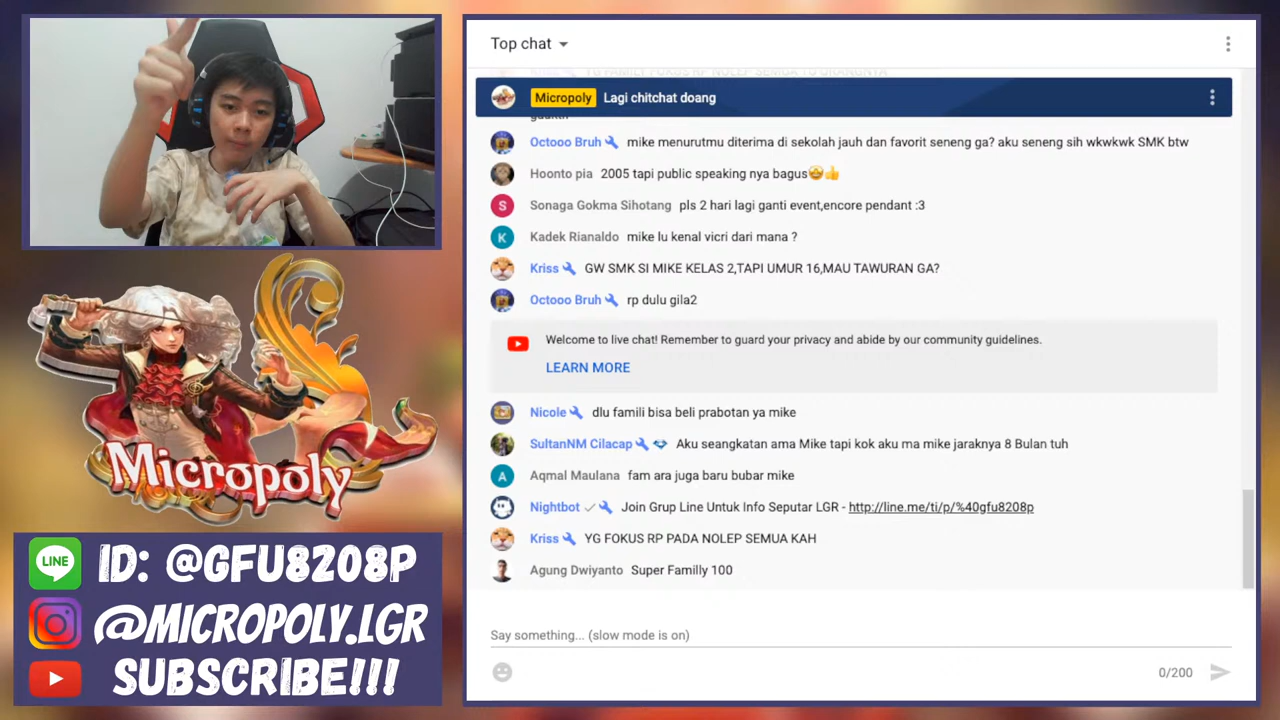 Top chat
YG FAMILY FOKUS RP NOLEP SEMUA
Micropoly Lagi chitchat doang
Octooo Bruh mike menurutmu diterima di sekolah jauh dan favorit seneng ga? aku seneng sih wkwkwk SMK btw
Hoonto pia 2005 tapi public speaking nya bagus🤩👍
S Sonaga Gokma Sihotang pls 2 hari lagi ganti event,encore pendant :3
K Kadek Rianaldo mike lu kenal vicri dari mana ?
Kriss GW SMK SI MIKE KELAS 2,TAPI UMUR 16,MAU TAWURAN GA?
Octooo Bruh rp dulu gila2
Welcome to live chat! Remember to guard your privacy and abide by our community guidelines.
LEARN MORE
Nicole dlu famili bisa beli prabotan ya mike
SultanNM Cilacap Aku seangkatan ama Mike tapi kok aku ma mike jaraknya 8 Bulan tuh
A Aqmal Maulana fam ara juga baru bubar mike
Nightbot Join Grup Line Untuk Info Seputar LGR - http://line.me/ti/p/%40gfu8208p
Kriss YG FOKUS RP PADA NOLEP SEMUA KAH
Agung Dwiyanto Super Familly 100
Say something... (slow mode is on)
0/200
Micropoly
LINE ID: @GFU8208P
@MICROPOLY.LGR
SUBSCRIBE!!!